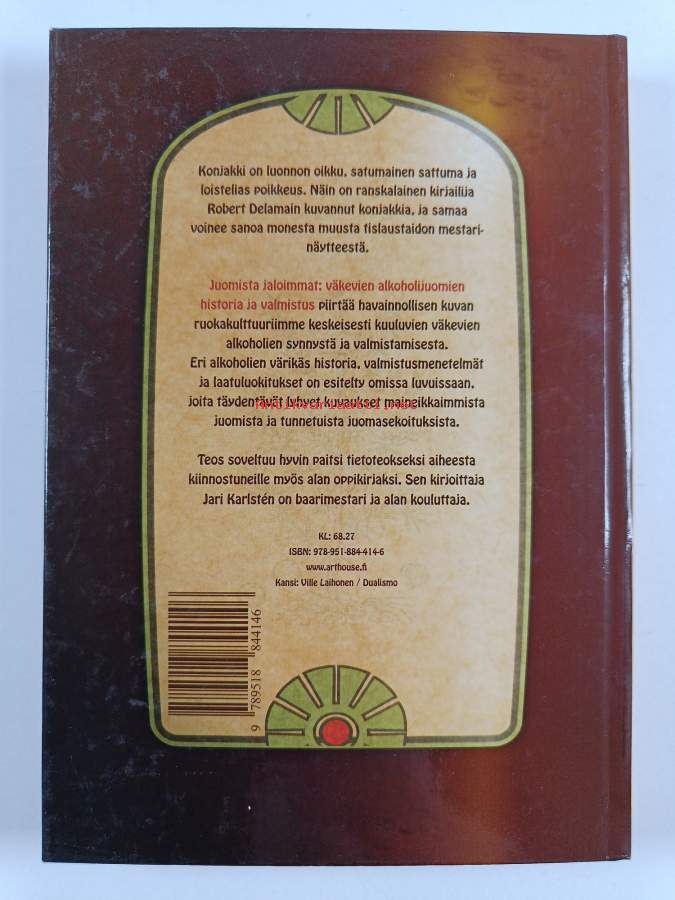 Konjakki on luonnon oikku, satumainen sattuma ja
loistelias poikkeus. Näin on ranskalainen kirjailija
Robert Delamain kuvannut konjakkia, ja samaa
voinee sanoa monesta muusta tislaustaidon mestari-
näytteestä.
Juomista jaloimmat: väkevien alkoholijuomien
historia ja valmistus piirtää havainnollisen kuvan
ruokakulttuuriimme keskeisesti kuuluvien väkevien
alkoholien synnystä ja valmistamisesta.
Eri alkoholien värikäs historia, valmistusmenetelmät
ja laatuluokitukset on esitelty omissa luvuissaan,
joita täydentävät lyhyet kuvaukset maineikkaimmista
Antikvariaatti.net
juomista ja tunnetuista juomasekoituksista.
Teos soveltuu hyvin paitsi tietoteokseksi aiheesta
kiinnostuneille myös alan oppikirjaksi. Sen kirjoittaja
Jari Karlstén on baarimestari ja alan kouluttaja.
KL: 68.27
ISBN: 978-951-884-414-6
www.arthouse.fi
Kansi: Ville Laihonen / Dualismo
9 789518 844146